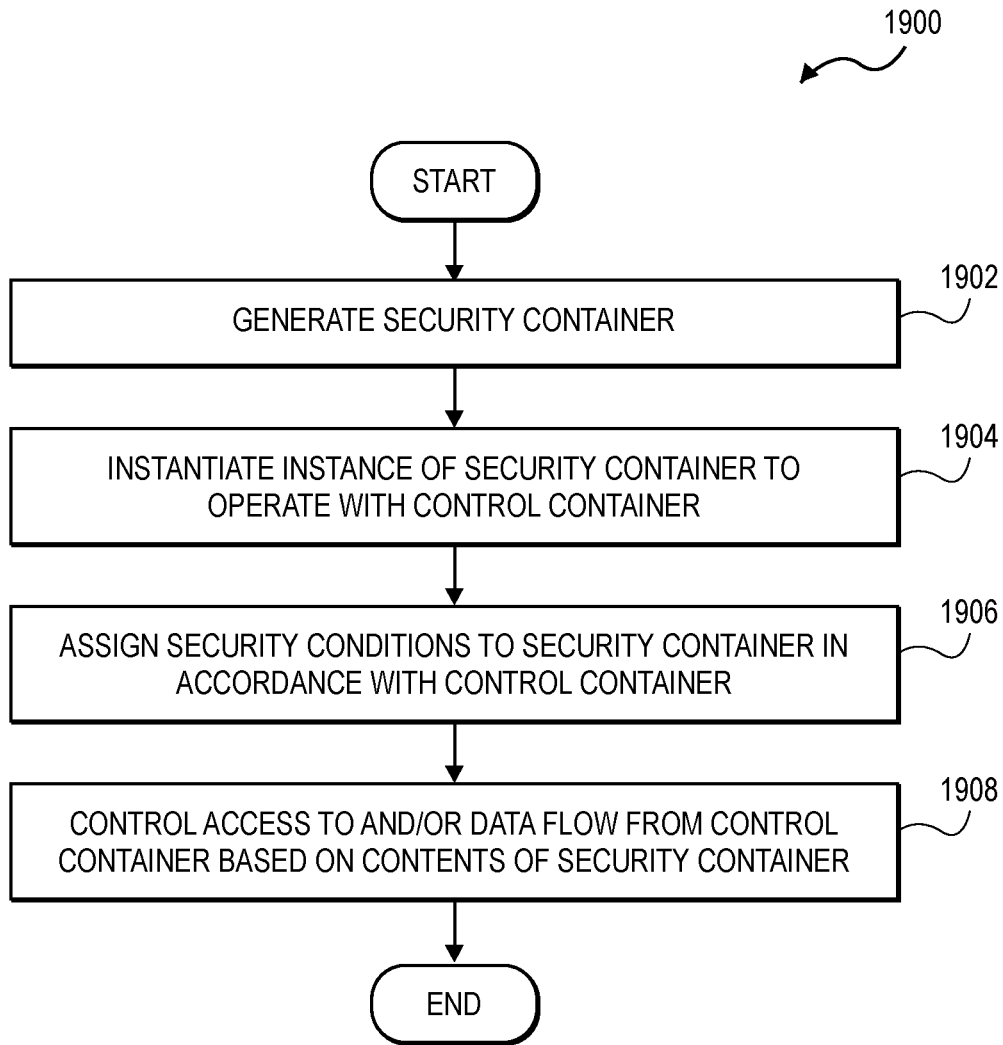 1900
START
GENERATE SECURITY CONTAINER
1902
INSTANTIATE INSTANCE OF SECURITY CONTAINER TO
OPERATE WITH CONTROL CONTAINER
1904
ASSIGN SECURITY CONDITIONS TO SECURITY CONTAINER IN
ACCORDANCE WITH CONTROL CONTAINER
1906
CONTROL ACCESS TO AND/OR DATA FLOW FROM CONTROL
CONTAINER BASED ON CONTENTS OF SECURITY CONTAINER
1908
END